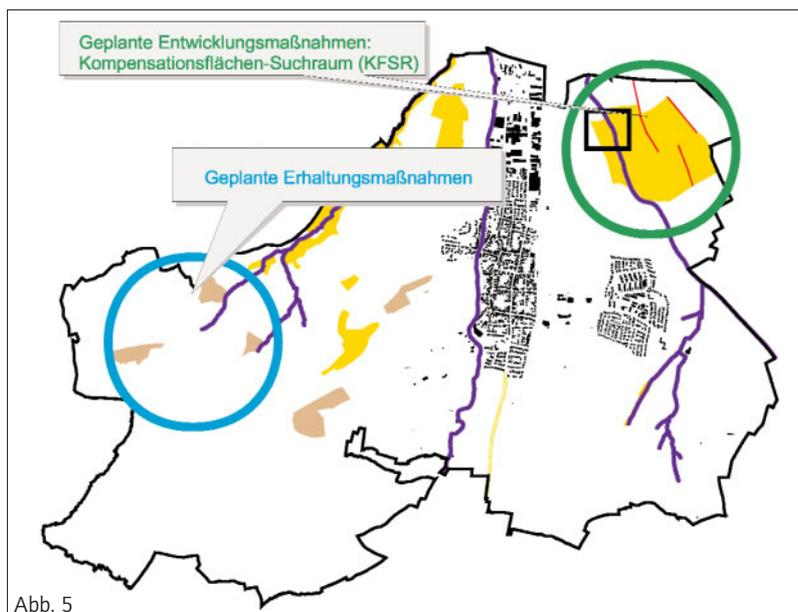 Geplante Entwicklungsmaßnahmen:
Kompensationsflächen-Suchraum (KFSR)
Geplante Erhaltungsmaßnahmen
Abb. 5